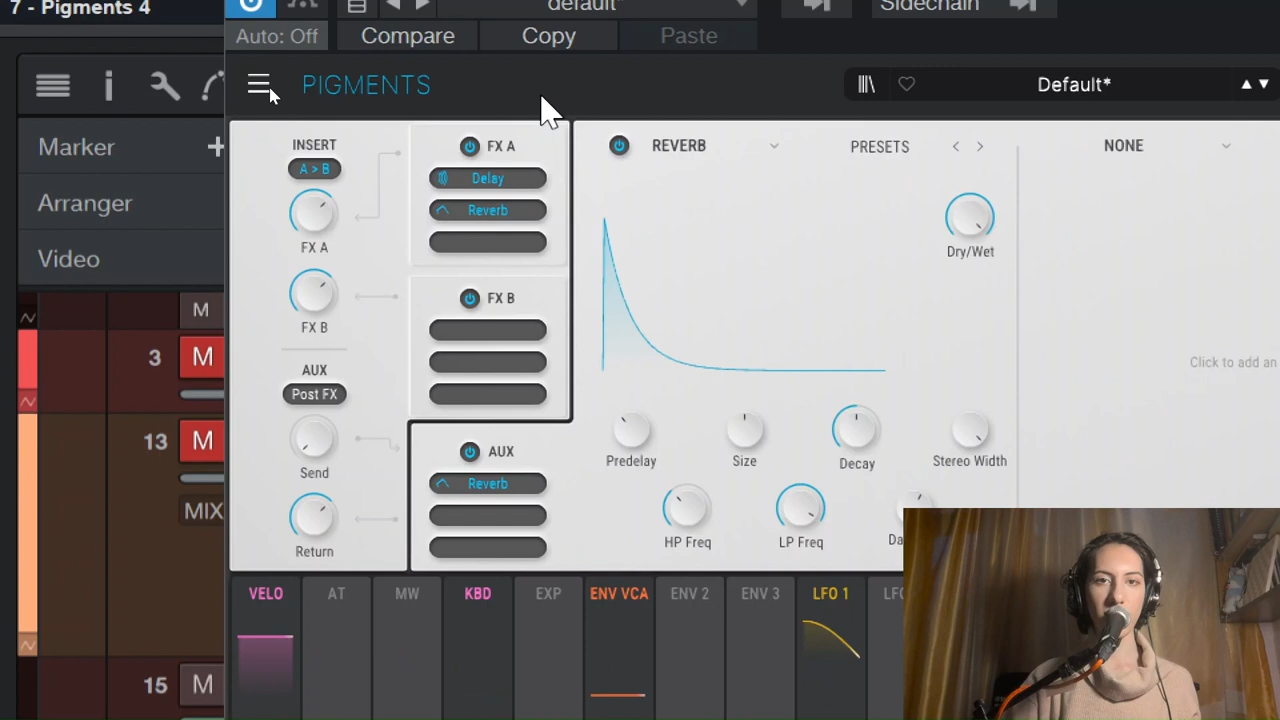 7 - Pigments 4
default*
Sidechain
Auto: Off
Compare
Copy
Paste
PIGMENTS
Default*
Marker
Arranger
Video
M
3
M
13
M
MIX
15
M
INSERT
A > B
FX A
FX B
AUX
Post FX
Send
Return
FX A
Delay
Reverb
FX B
AUX
Reverb
REVERB
PRESETS
NONE
Dry/Wet
Click to add an
Predelay
Size
Decay
Stereo Width
HP Freq
LP Freq
VELO
AT
MW
KBD
EXP
ENV VCA
ENV 2
ENV 3
LFO 1